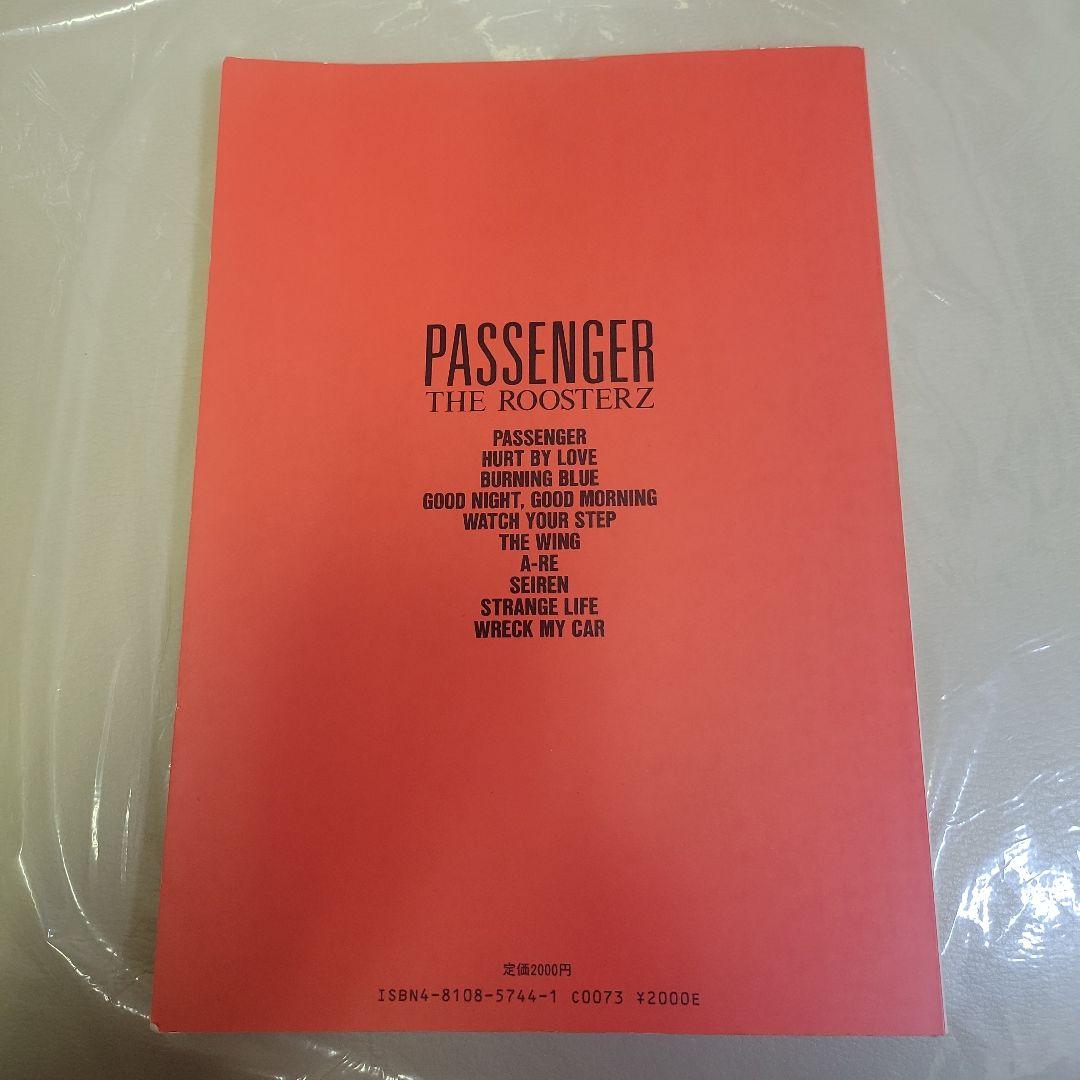 PASSENGER
THE ROOSTERZ
PASSENGER
HURT BY LOVE
BURNING BLUE
GOOD NIGHT, GOOD MORNING
WATCH YOUR STEP
THE WING
A-RE
SEIREN
STRANGE LIFE
WRECK MY CAR
定価2000円
ISBN4-8108-5744-1 C0073 ¥2000E